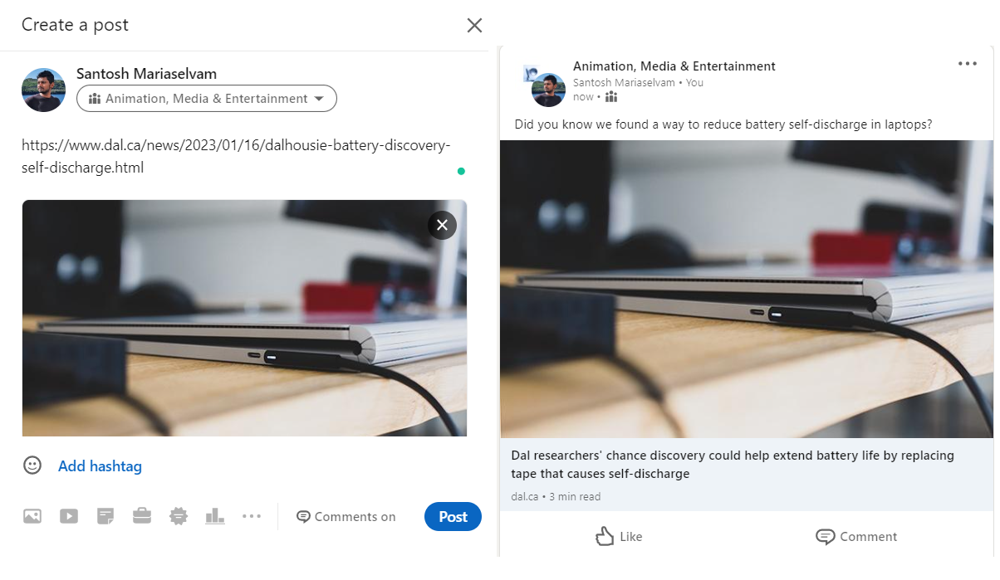 Create a post
Santosh Mariaselvam
Animation, Media & Entertainment
https://www.dal.ca/news/2023/01/16/dalhousie-battery-discovery-
self-discharge.html
Add hashtag
Comments on
Post
Animation, Media & Entertainment
Santosh Mariaselvam • You
now •
Did you know we found a way to reduce battery self-discharge in laptops?
Dal researchers' chance discovery could help extend battery life by replacing
tape that causes self-discharge
dal.ca • 3 min read
Like
Comment